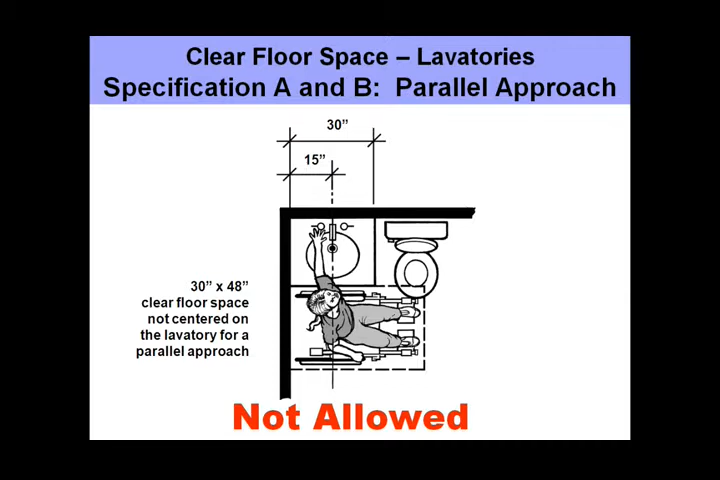 Clear Floor Space – Lavatories
Specification A and B:  Parallel Approach
30”
15”
30” x 48”
clear floor space
not centered on
the lavatory for a
parallel approach
Not Allowed